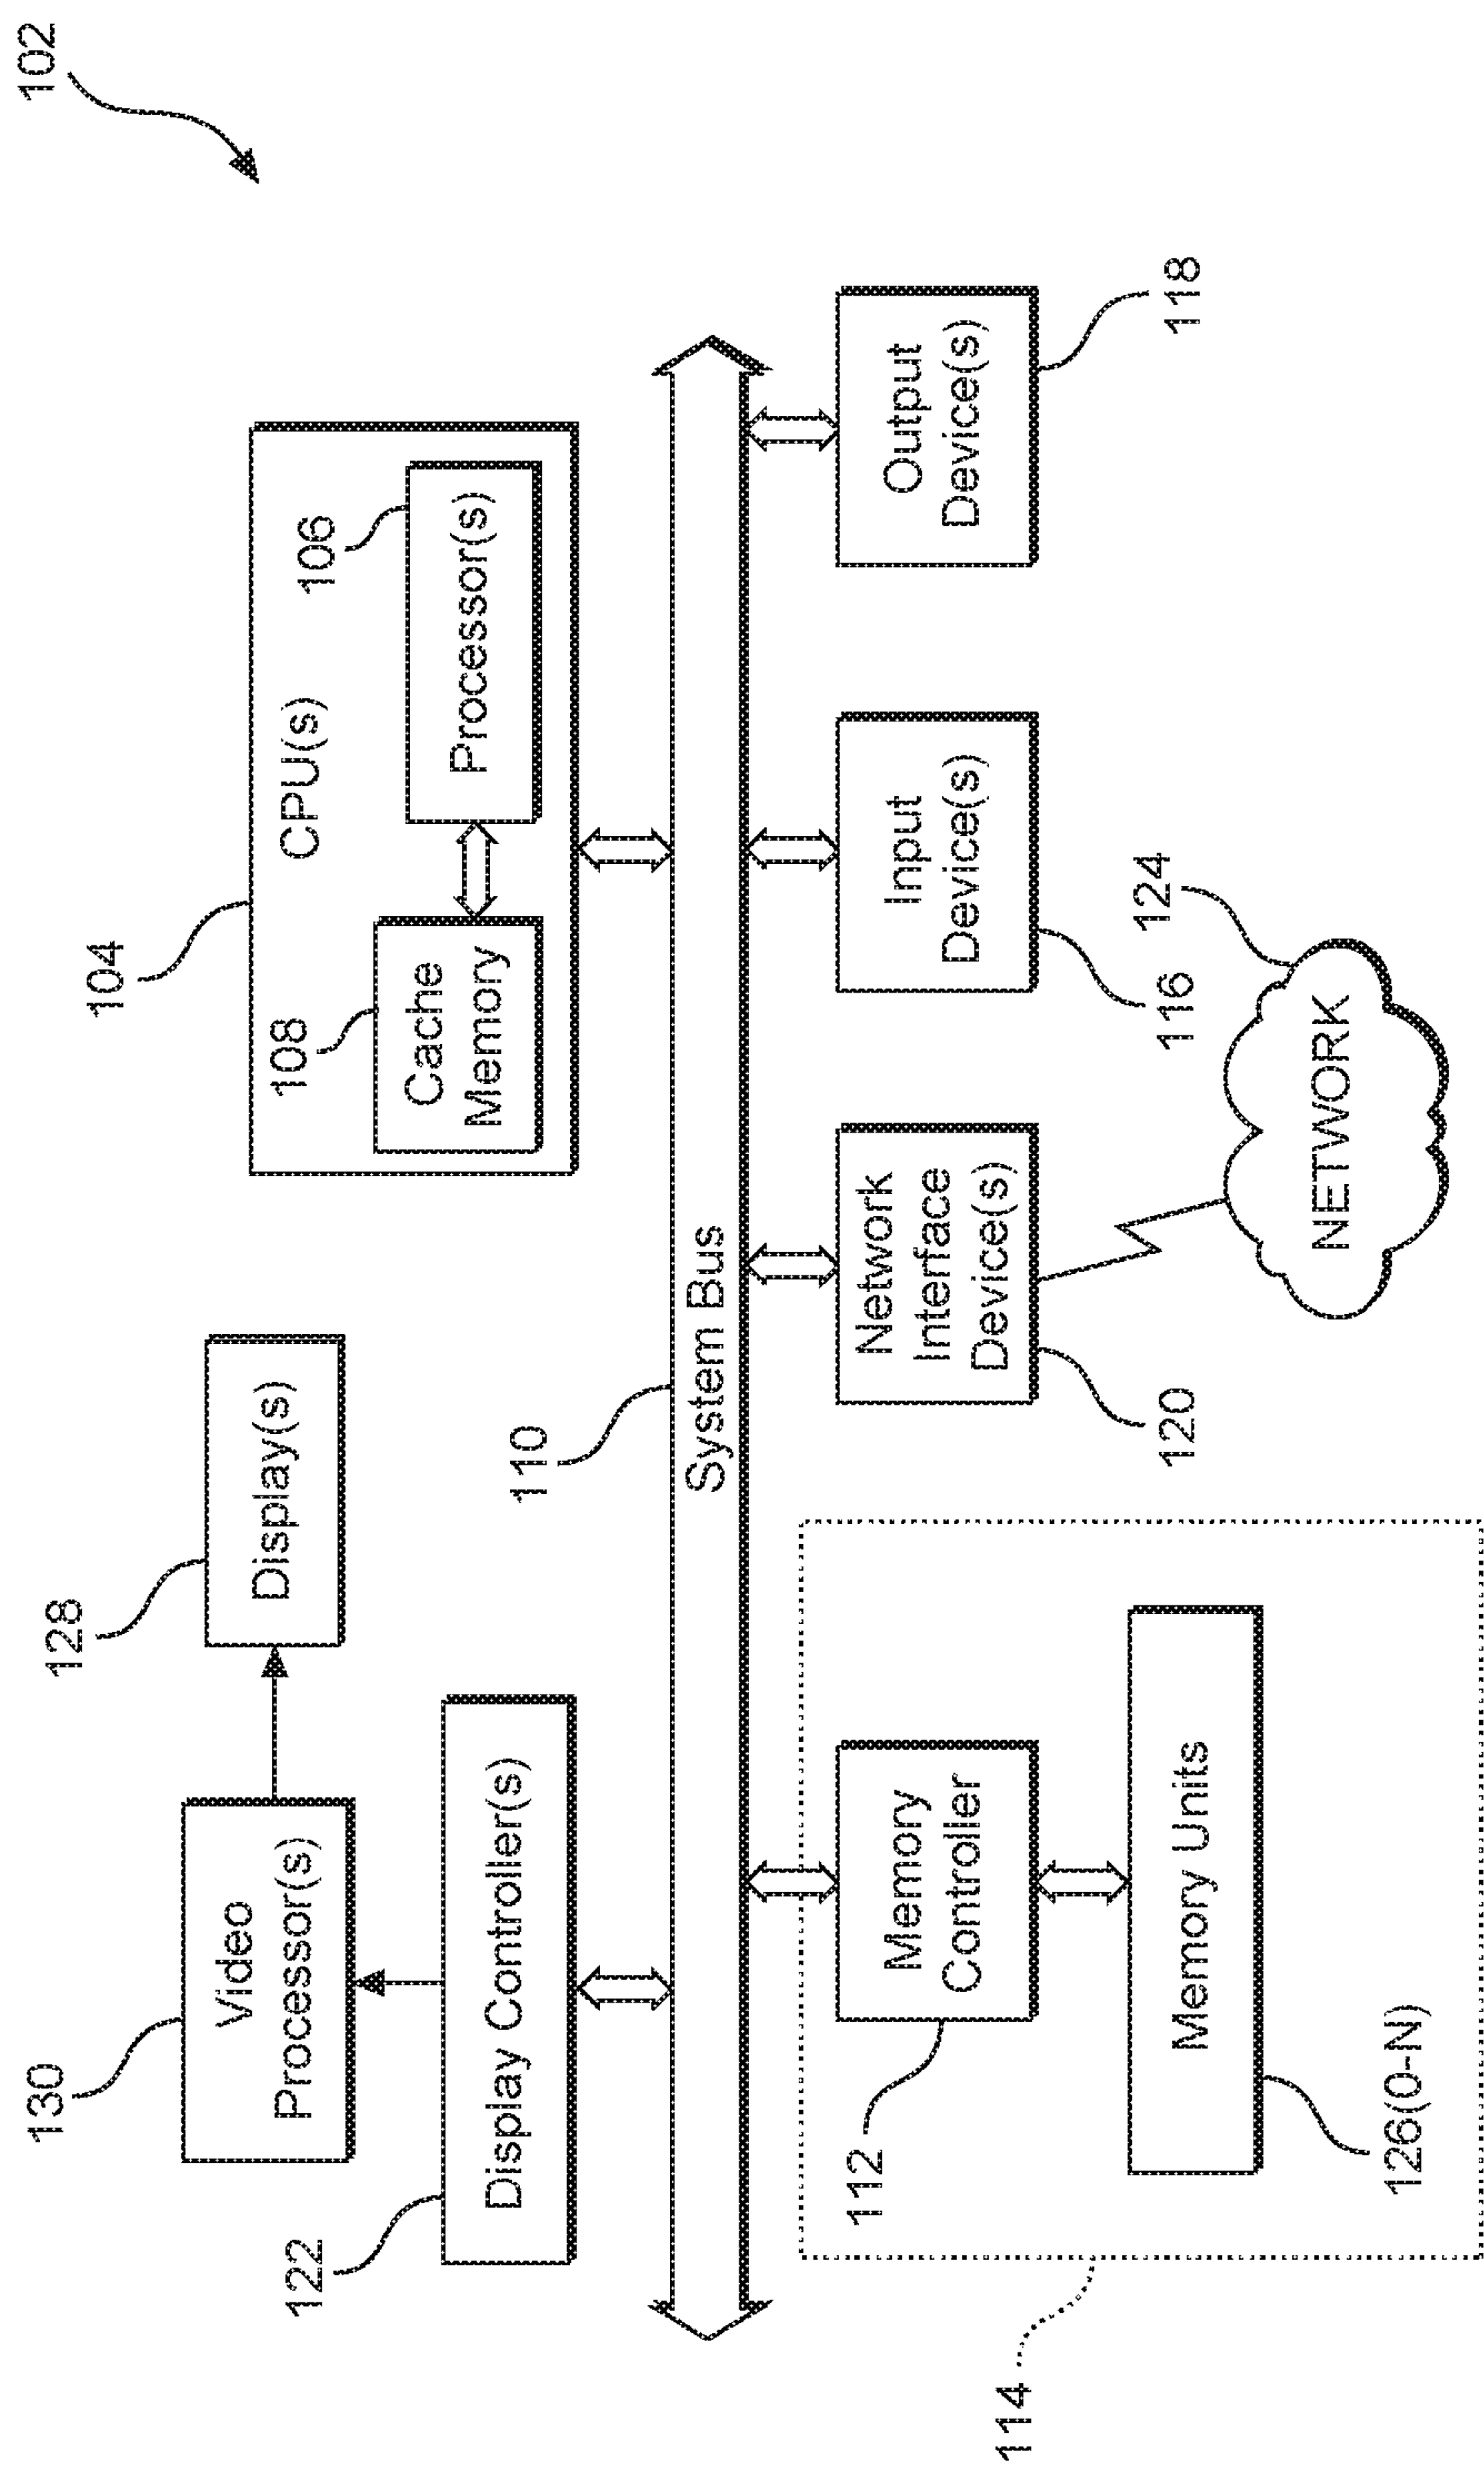 102
104
CPU(s)
108
106
Cache
Memory
Processor(s)
130
128
Video
Processor(s)
Display(s)
122
Display Controller(s)
110
System Bus
Memory
Controller
112
Memory Units
126(0-N)
114
Network
Interface
Device(s)
120
Input
Device(s)
116
Output
Device(s)
118
124
NETWORK